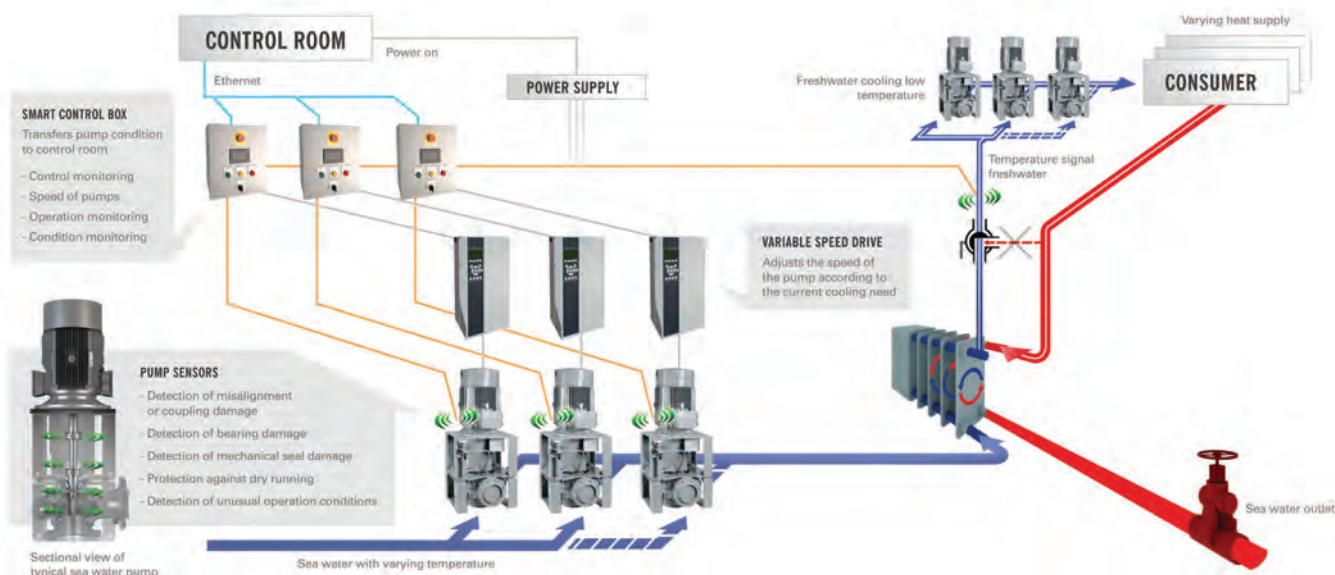 CONTROL ROOM
Power on
Ethernet
POWER SUPPLY
SMART CONTROL BOX
Transfers pump condition
to control room
- Control monitoring
- Speed of pumps
- Operation monitoring
- Condition monitoring
Varying heat supply
CONSUMER
Freshwater cooling low
temperature
Temperature signal
freshwater
VARIABLE SPEED DRIVE
Adjusts the speed of
the pump according to
the current cooling need
PUMP SENSORS
- Detection of misalignment
or coupling damage
- Detection of bearing damage
- Detection of mechanical seal damage
- Protection against dry running
- Detection of unusual operation conditions
Sectional view of
typical sea water pump
Sea water with varying temperature
Sea water outlet